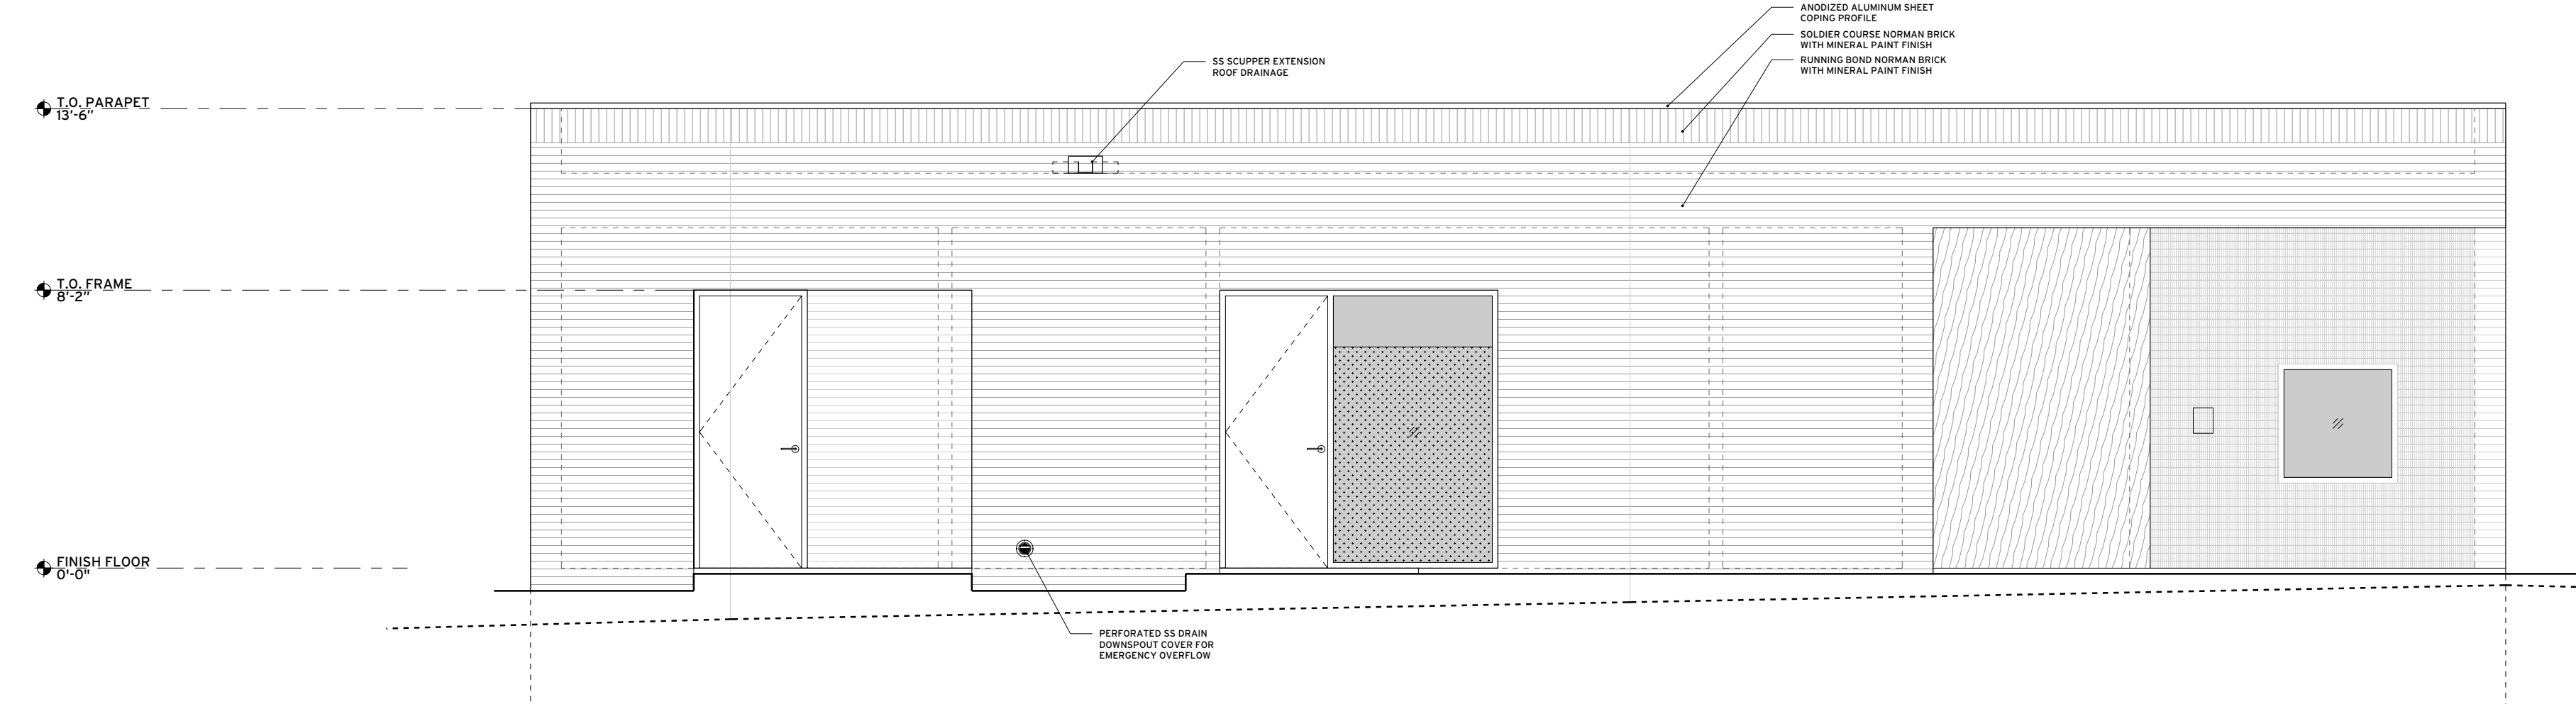 ANODIZED ALUMINUM SHEET
COPING PROFILE
SOLDIER COURSE NORMAN BRICK
WITH MINERAL PAINT FINISH
RUNNING BOND NORMAN BRICK
WITH MINERAL PAINT FINISH
SS SCUPPER EXTENSION
ROOF DRAINAGE
T.O. PARAPET
13'-6"
T.O. FRAME
8'-2"
FINISH FLOOR
0'-0"
PERFORATED SS DRAIN
DOWNSPOUT COVER FOR
EMERGENCY OVERFLOW